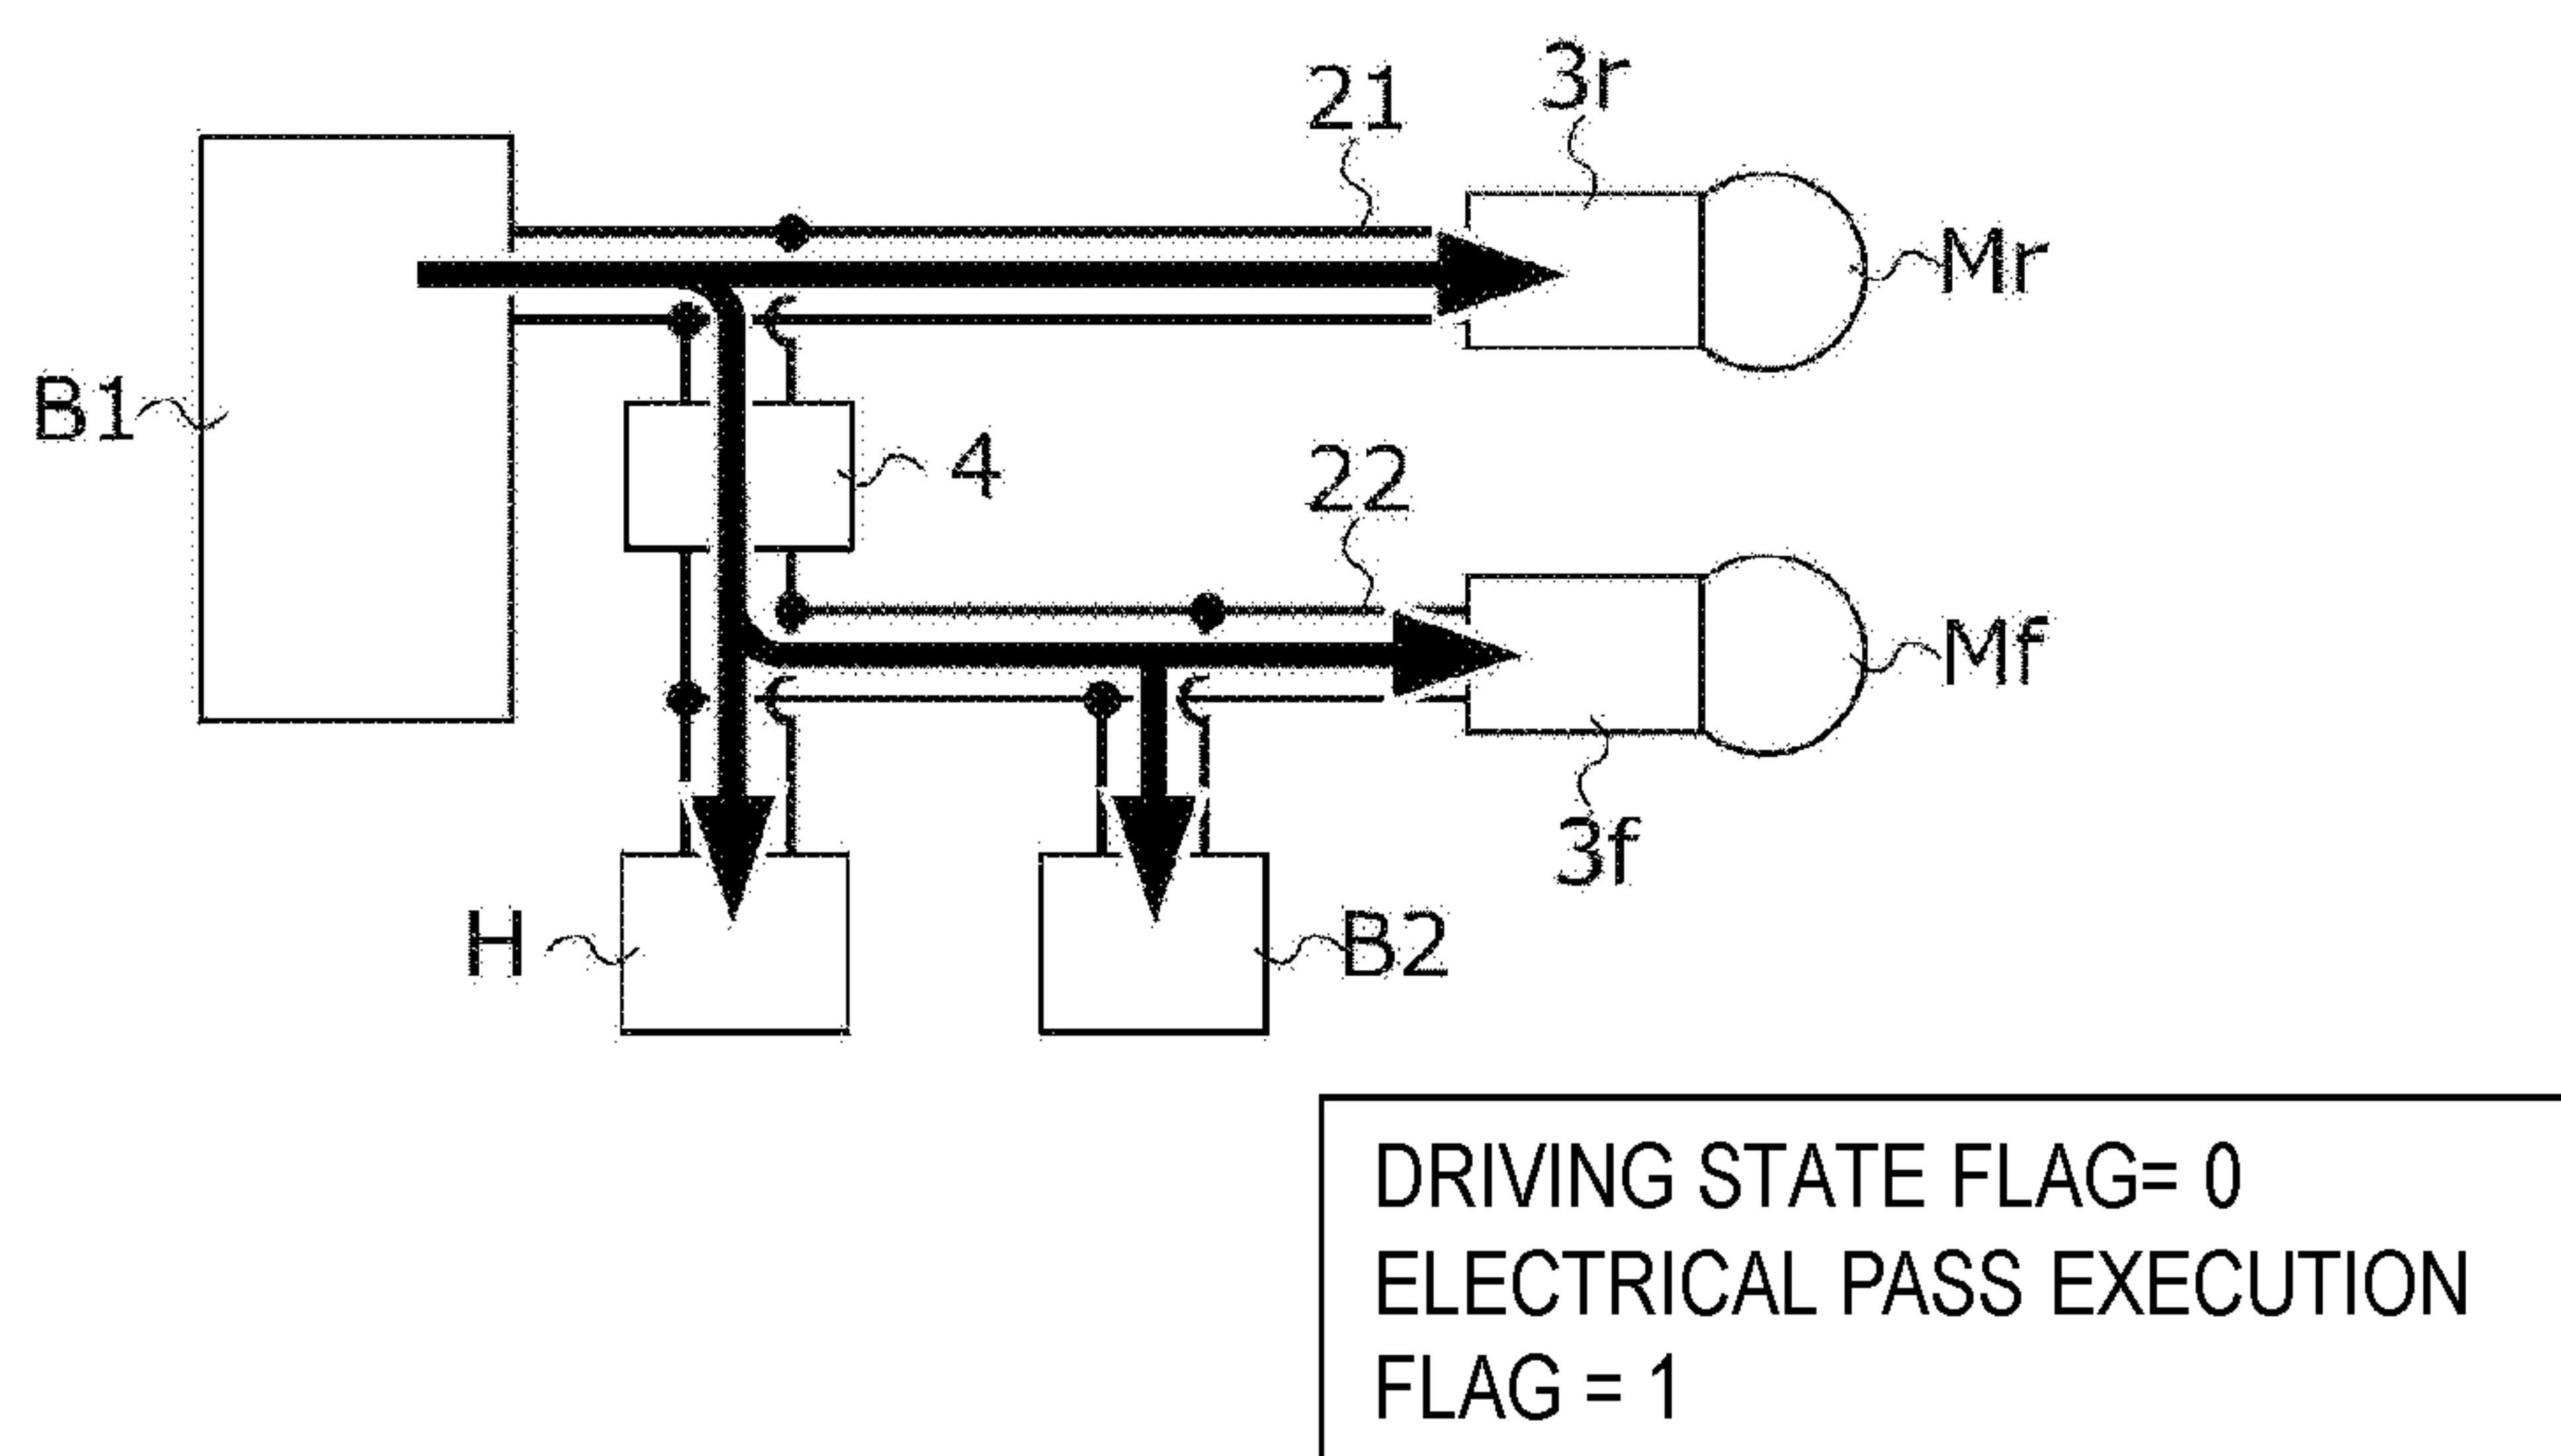 3r
21
Mr
B1
4
22
Mf
3f
H
B2
DRIVING STATE FLAG= 0
ELECTRICAL PASS EXECUTION
FLAG = 1